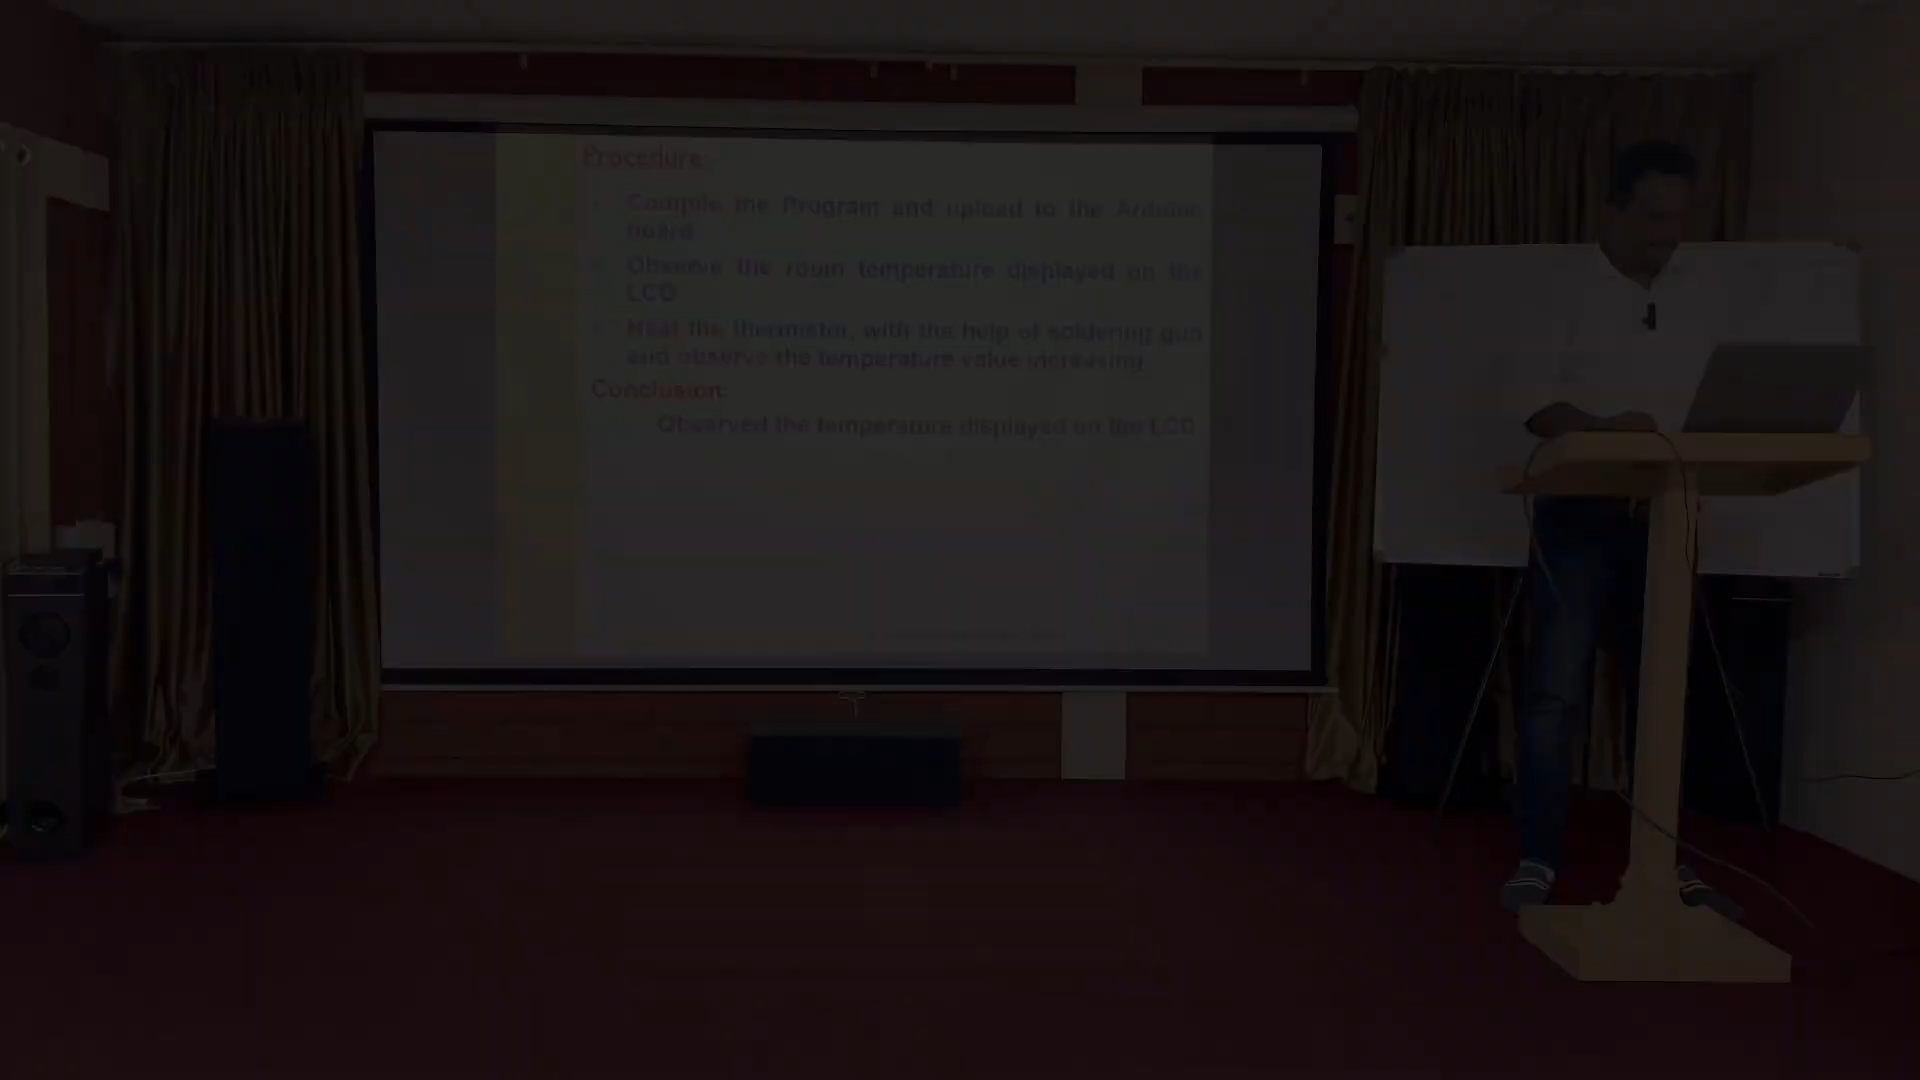 Procedure:
Compile the Program and upload to the Arduino
board
Observe the room temperature displayed on the
LCD
Heat the thermistor, with the help of soldering gun
and observe the temperature value increasing
Conclusion:
Observed the temperature displayed on the LCD